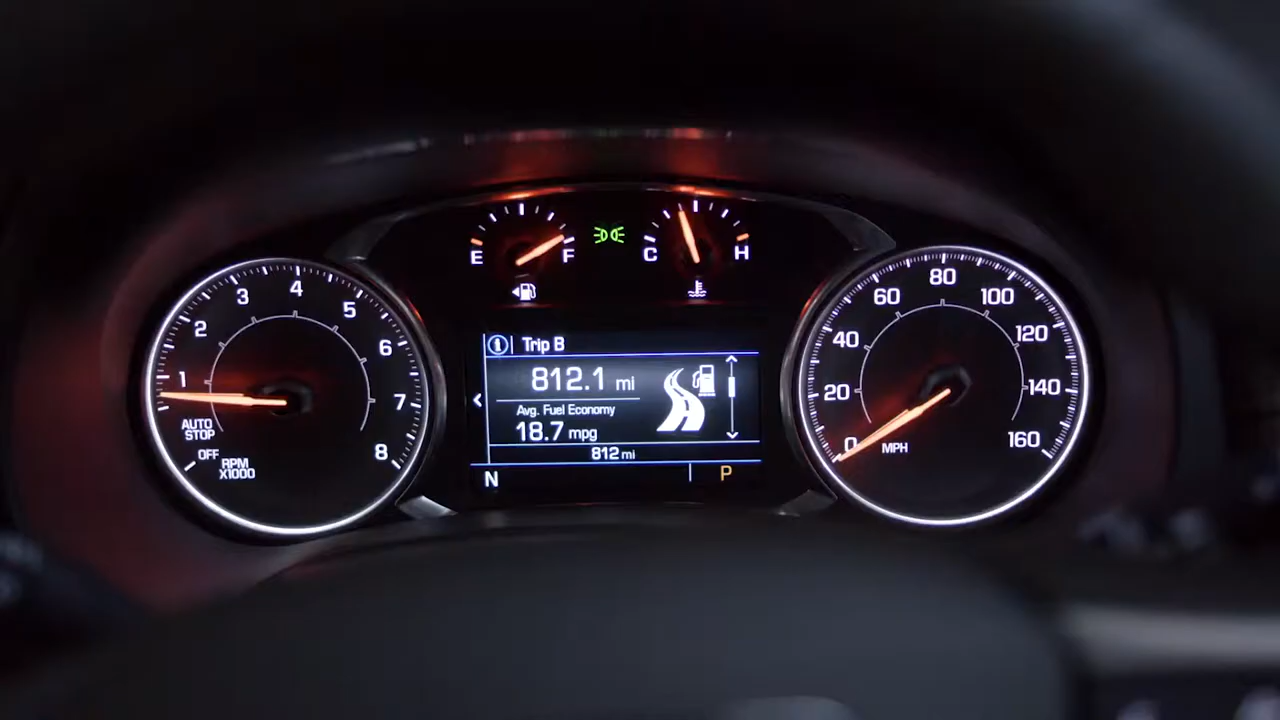 E F
C H
1 2 3 4 5 6 7 8
AUTO
STOP
OFF
RPM
X1000
Trip B
812.1 mi
Avg. Fuel Economy
18.7 mpg
812 mi
N P
0 20 40 60 80 100 120 140 160
MPH